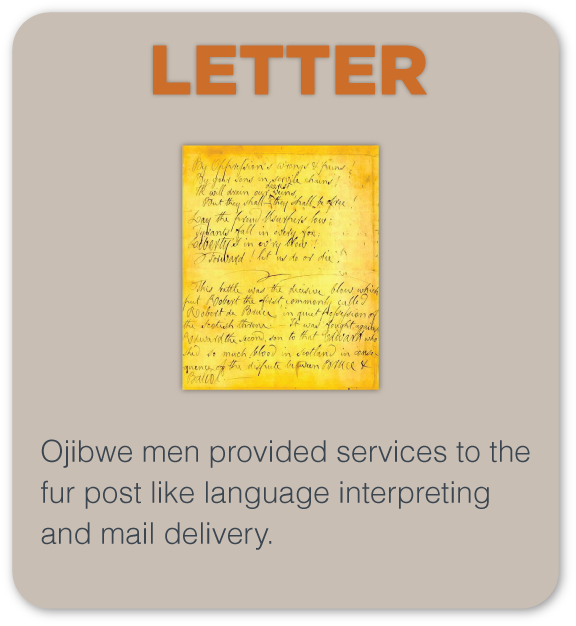 LETTER
By Oppression's woes & pains!
By your Sons in servile chains!
We will drain our dearest veins,
But they shall they shall be free!
Lay the proud Usurpers low!
Tyrants fall in every foe!
Liberty's in every blow!
Forward! let us do or die!
This battle was the decisive blow which
put Robert the first commonly called
Robert de Bruce in quiet possession of
the Scottish throne. It was fought against
Edward the second, son to that Edward who
shed so much blood in Scotland in conse-
quence of the dispute between Bruce &
Baliol
Ojibwe men provided services to the
fur post like language interpreting
and mail delivery.